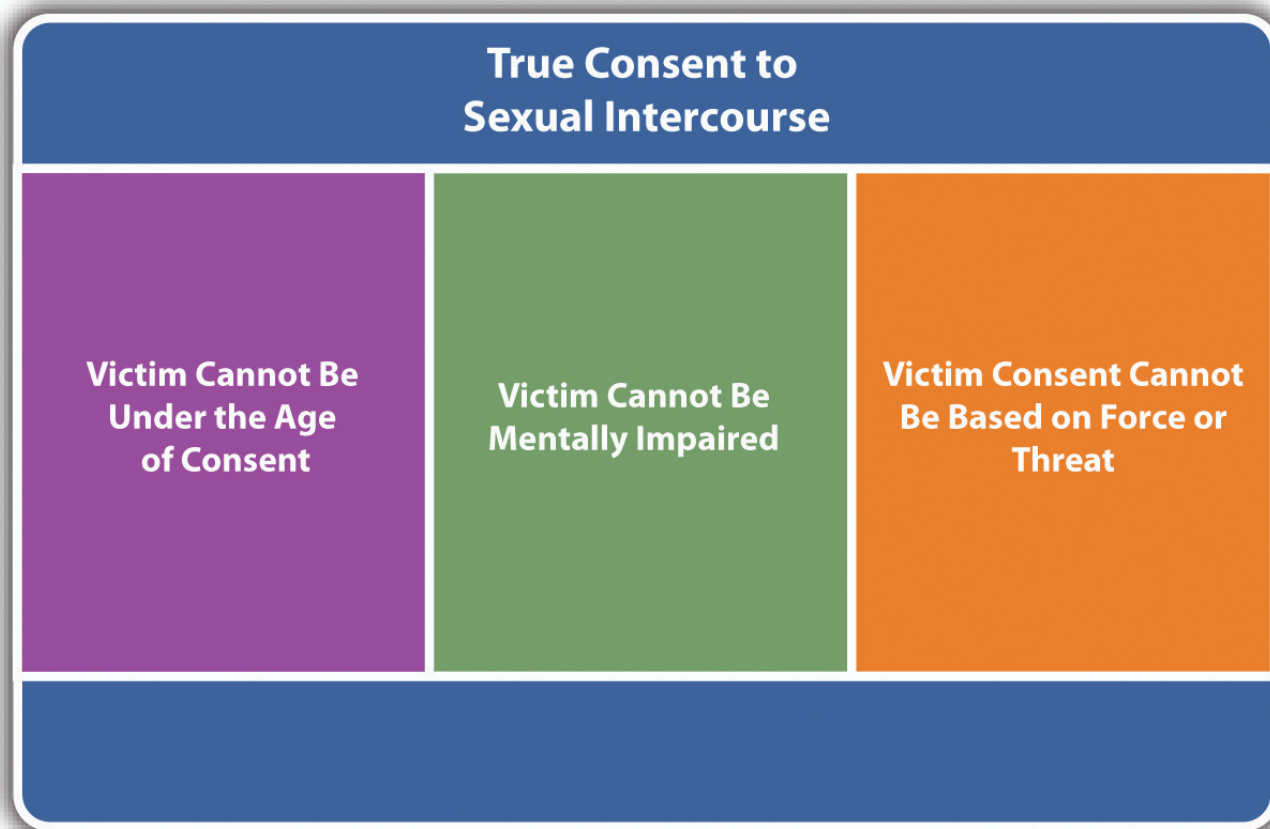 True Consent to
Sexual Intercourse
Victim Cannot Be
Under the Age
of Consent
Victim Cannot Be
Mentally Impaired
Victim Consent Cannot
Be Based on Force or
Threat